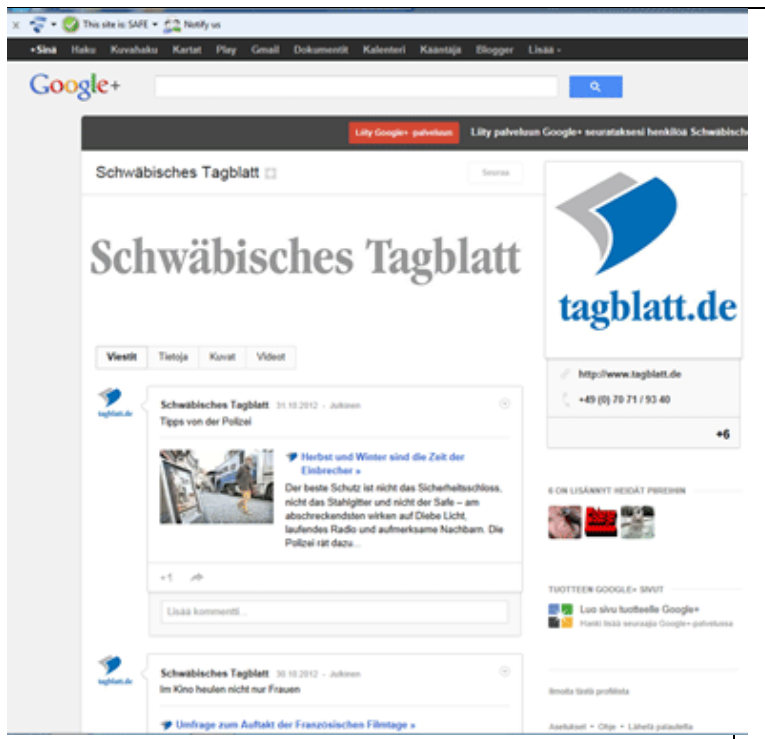 x This site is SAFE Notify us
+Sinä Haku Kuvahaku Kartat Play Gmail Dokumentit Kalenteri Kääntäjä Blogger Lisää
Google+
Liity Google+ palveluun Liity palveluun Google+ seurataksesi henkilöä Schwäbisch
Schwäbisches Tagblatt
Seuraa
Schwäbisches Tagblatt
tagblatt.de
http://www.tagblatt.de
+49 (0) 70 71 / 93 40
+6
Viestit Tietoja Kuvat Videot
tagblatt.de
Schwäbisches Tagblatt 31.10.2012 - Julkinen
Tipps von der Polizei
Herbst und Winter sind die Zeit der
Einbrecher »
Der beste Schutz ist nicht das Sicherheitsschloss,
nicht das Stahlgitter und nicht der Safe – am
abschreckendsten wirken auf Diebe Licht,
laufendes Radio und aufmerksame Nachbarn. Die
Polizei rät dazu...
+1
Lisää kommentti...
6 ON LISÄNNYT HEIDÄT PIIREIHIN
TUOTTEEN GOOGLE+ SIVUT
Luo sivu tuotteelle Google+
Hanki lisää seuraajia Google+-palvelussa
tagblatt.de
Schwäbisches Tagblatt 30.10.2012 - Julkinen
Im Kino heulen nicht nur Frauen
Umfrage zum Auftakt der Französischen Filmtage »
Ilmoita tästä profiilista
Asetukset • Ohje • Lähetä palautetta